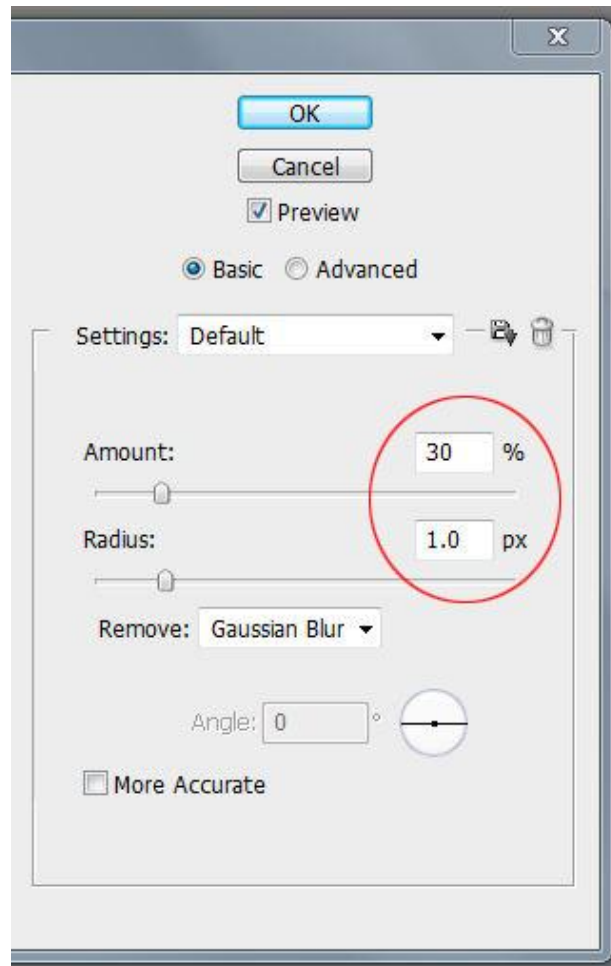 X
OK
Cancel
Preview
Basic Advanced
Settings: Default
Amount: 30 %
Radius: 1.0 px
Remove: Gaussian Blur
Angle: 0 °
More Accurate